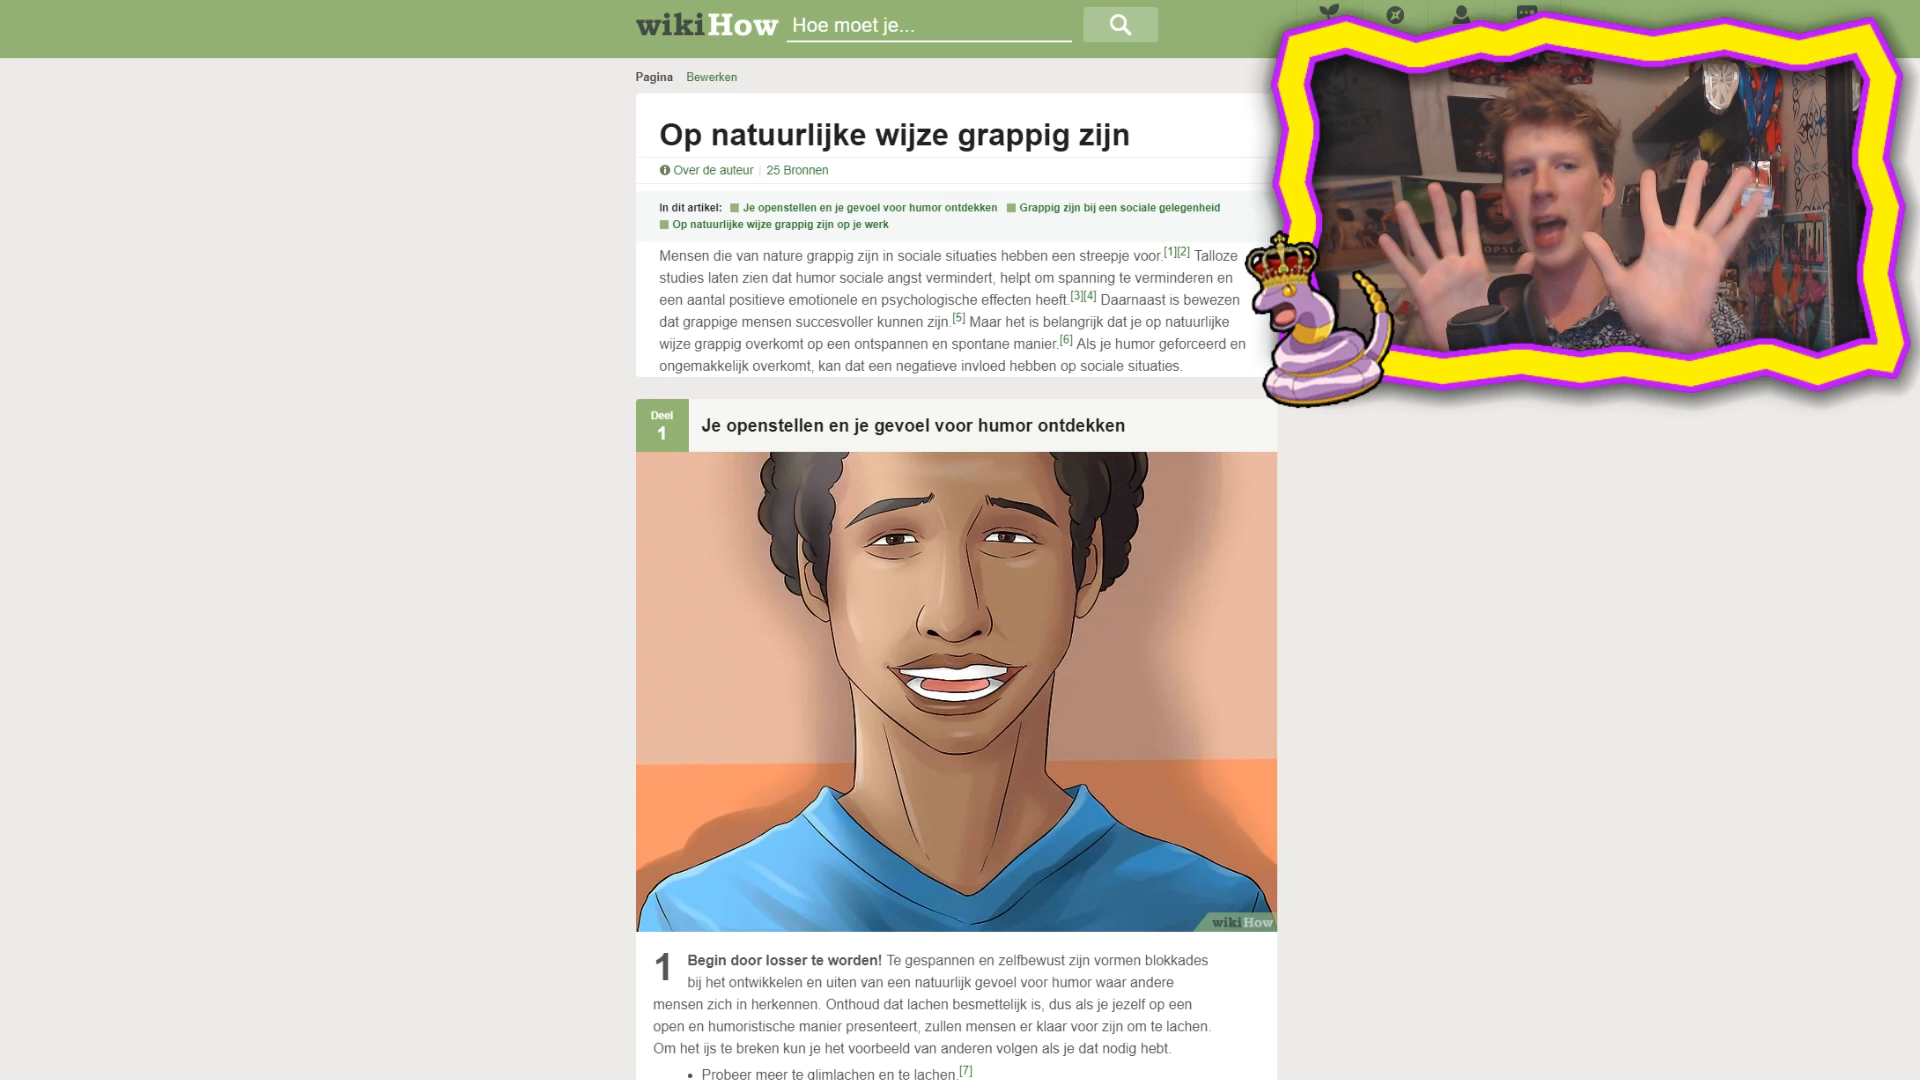 wikiHow Hoe moet je...
Pagina Bewerken
Op natuurlijke wijze grappig zijn
Over de auteur | 25 Bronnen
In dit artikel: Je openstellen en je gevoel voor humor ontdekken Grappig zijn bij een sociale gelegenheid
Op natuurlijke wijze grappig zijn op je werk
Mensen die van nature grappig zijn in sociale situaties hebben een streepje voor.[1][2] Talloze
studies laten zien dat humor sociale angst vermindert, helpt om spanning te verminderen en
een aantal positieve emotionele en psychologische effecten heeft.[3][4] Daarnaast is bewezen
dat grappige mensen succesvoller kunnen zijn.[5] Maar het is belangrijk dat je op natuurlijke
wijze grappig overkomt op een ontspannen en spontane manier.[6] Als je humor geforceerd en
ongemakkelijk overkomt, kan dat een negatieve invloed hebben op sociale situaties.
Deel
1
Je openstellen en je gevoel voor humor ontdekken
wikiHow
1 Begin door losser te worden! Te gespannen en zelfbewust zijn vormen blokkades
bij het ontwikkelen en uiten van een natuurlijk gevoel voor humor waar andere
mensen zich in herkennen. Onthoud dat lachen besmettelijk is, dus als je jezelf op een
open en humoristische manier presenteert, zullen mensen er klaar voor zijn om te lachen.
Om het ijs te breken kun je het voorbeeld van anderen volgen als je dat nodig hebt.
• Probeer meer te glimlachen en te lachen.[7]